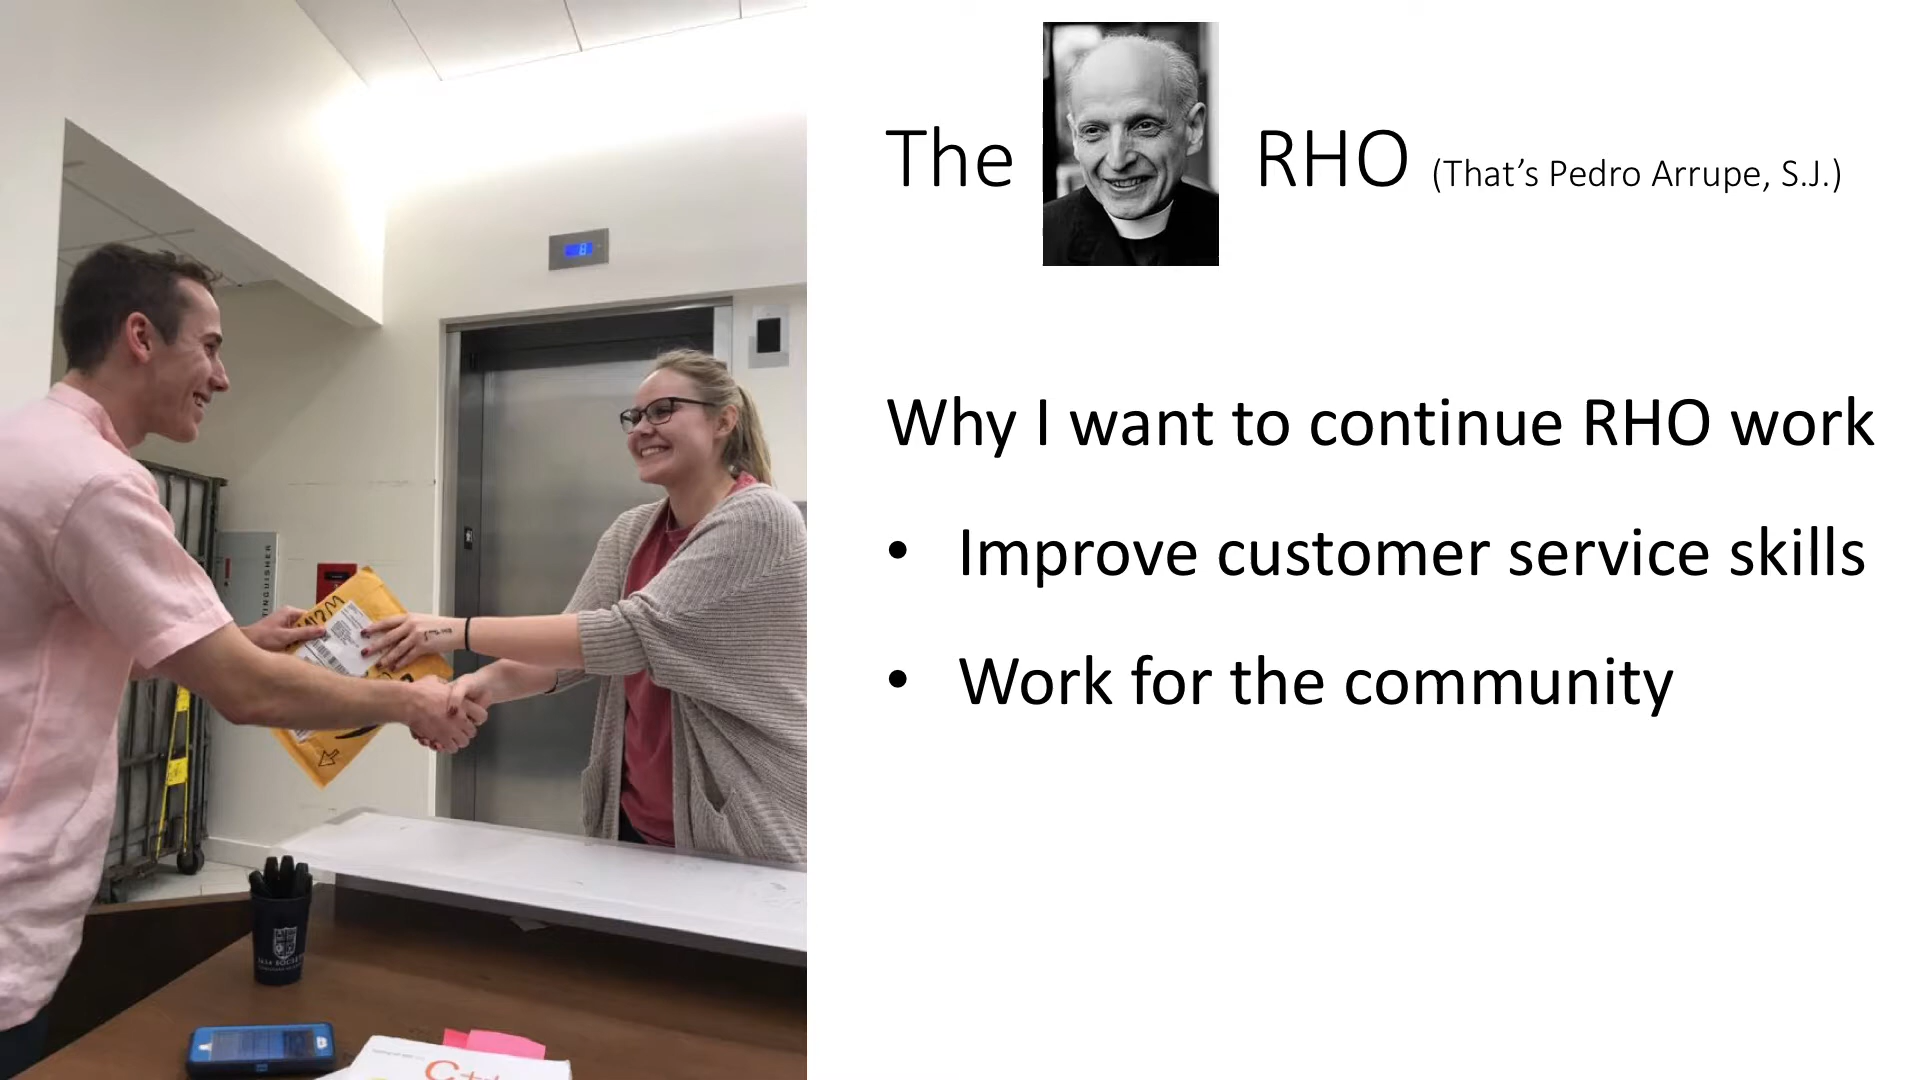 The RHO (That's Pedro Arrupe, S.J.)
Why I want to continue RHO work
• Improve customer service skills
• Work for the community
TINGUISHER